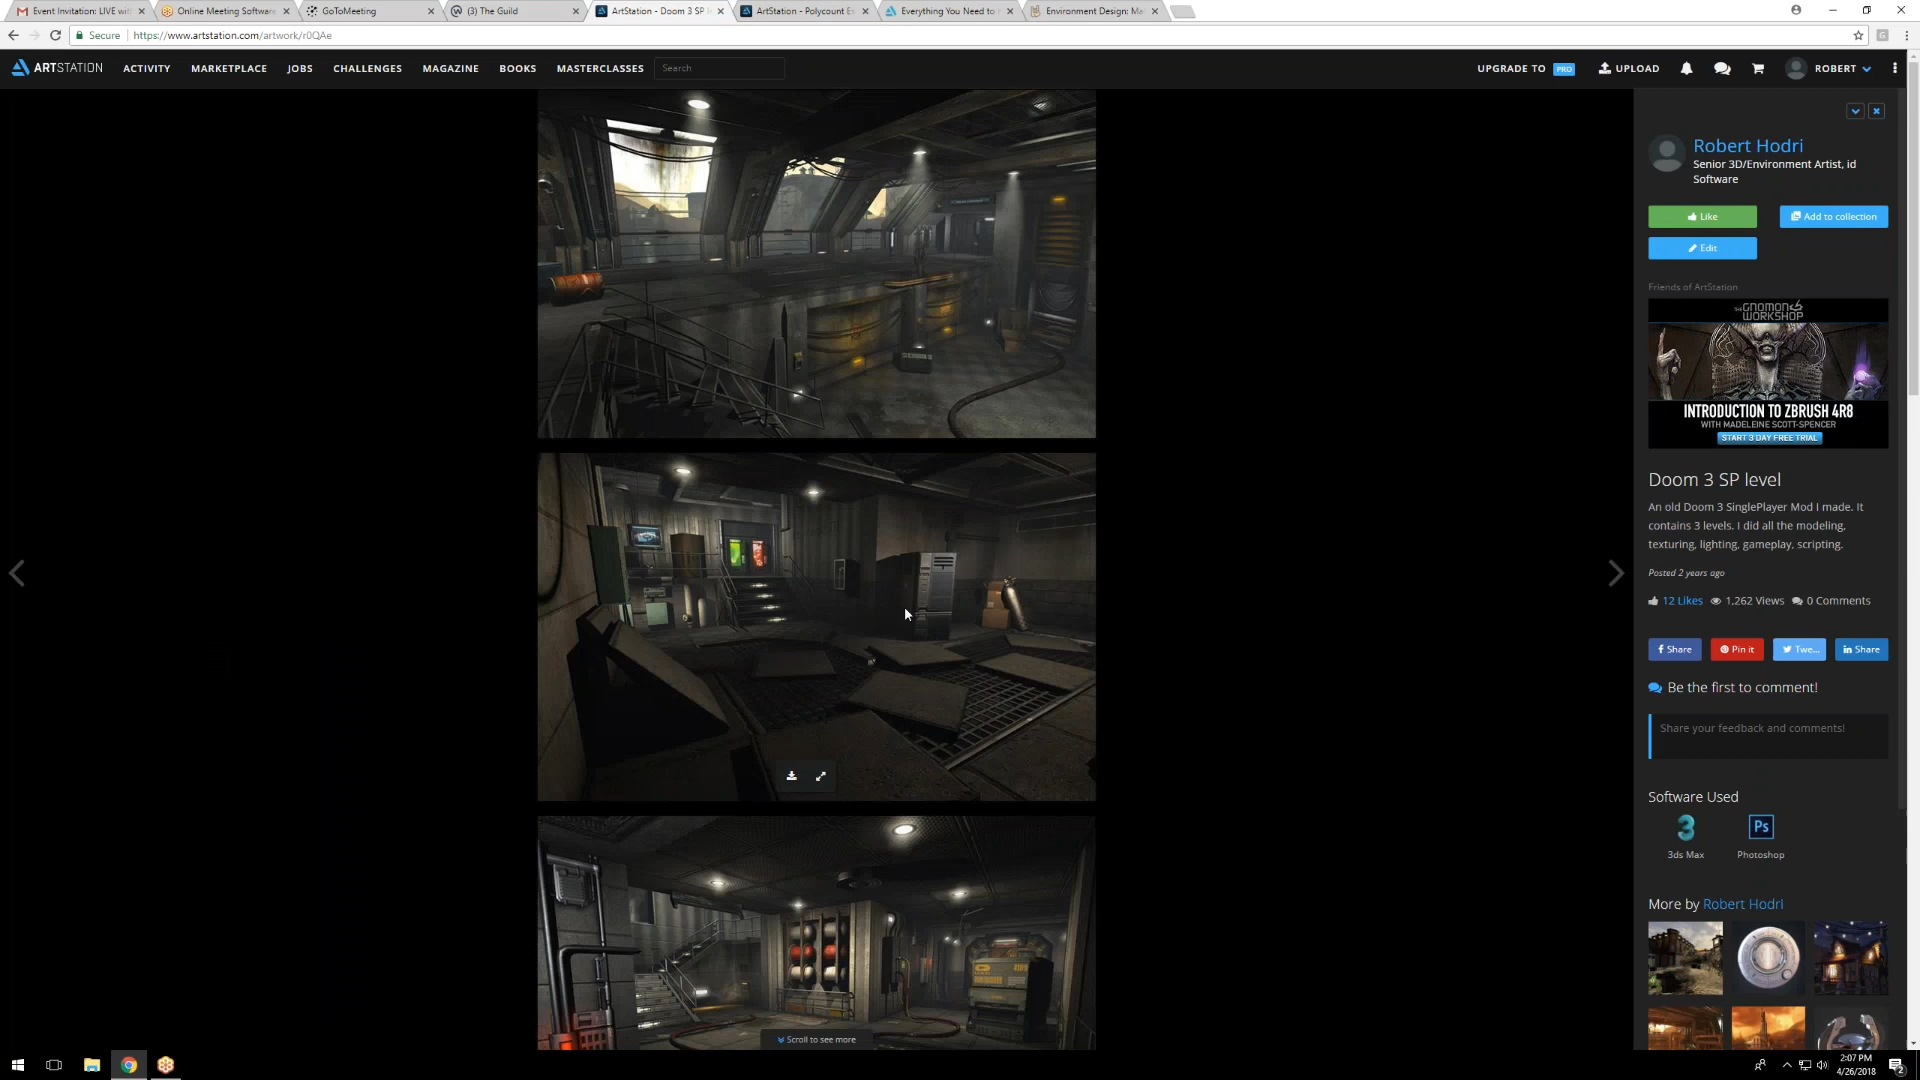 Event Invitation: LIVE wit
Online Meeting Software
GoToMeeting
(3) The Guild
ArtStation - Doom 3 SP l
ArtStation - Polycount E
Everything You Need to
Environment Design: Ma
Secure
https://www.artstation.com/artwork/r0QAe
ARTSTATION
ACTIVITY
MARKETPLACE
JOBS
CHALLENGES
MAGAZINE
BOOKS
MASTERCLASSES
Search
UPGRADE TO PRO
UPLOAD
ROBERT
Robert Hodri
Senior 3D/Environment Artist, id
Software
Like
Add to collection
Edit
Friends of ArtStation
THE GNOMON
WORKSHOP
INTRODUCTION TO ZBRUSH 4R8
WITH MADELEINE SCOTT-SPENCER
START 3 DAY FREE TRIAL
Doom 3 SP level
An old Doom 3 SinglePlayer Mod I made. It
contains 3 levels. I did all the modeling,
texturing, lighting, gameplay, scripting.
Posted 2 years ago
12 Likes 1,262 Views 0 Comments
Share
Pin it
Twe...
Share
Be the first to comment!
Share your feedback and comments!
Software Used
3
Ps
3ds Max
Photoshop
More by Robert Hodri
Scroll to see more
2:07 PM
4/26/2018
2